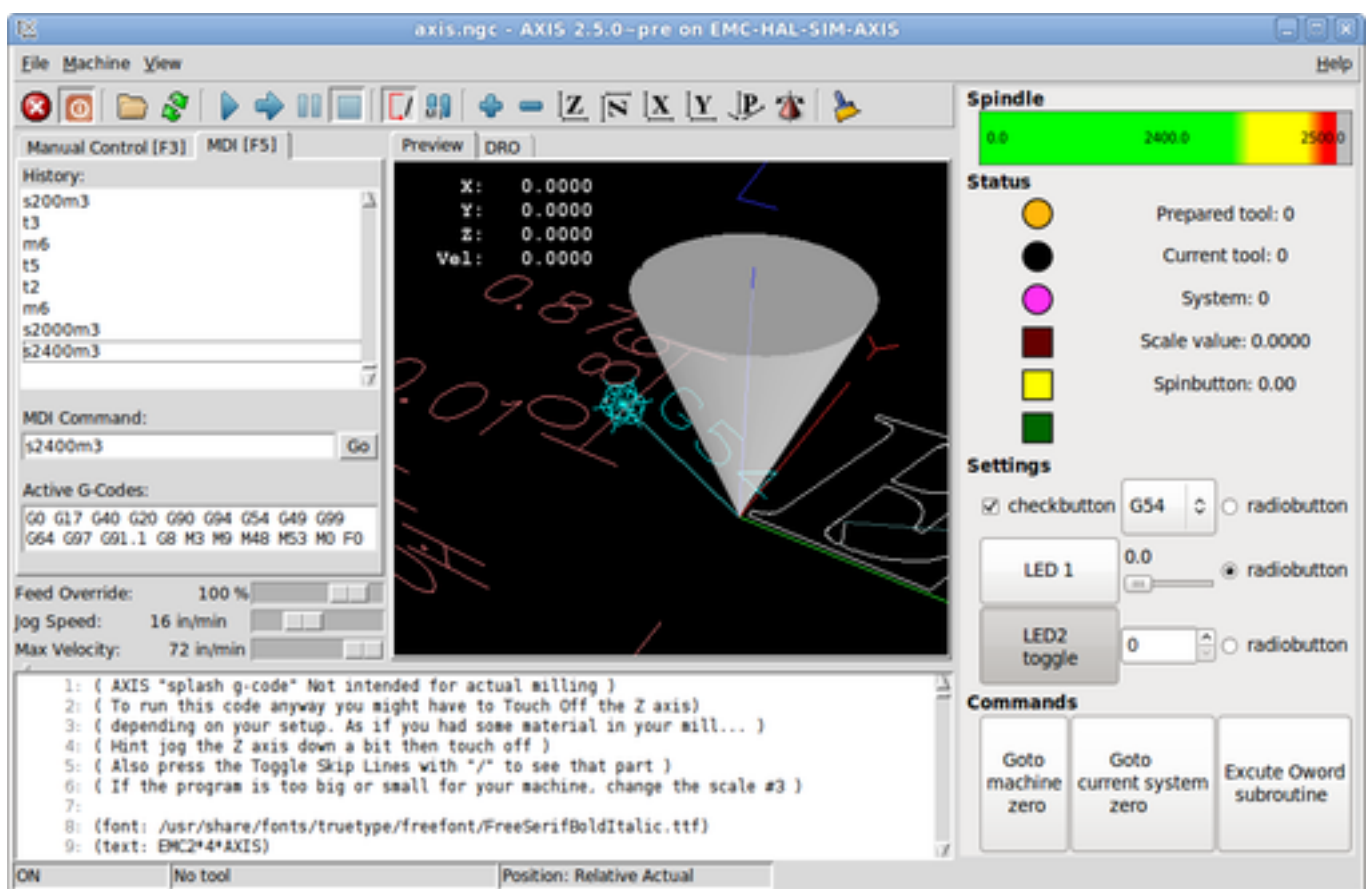 axis.ngc - AXIS 2.5.0~pre on EMC-HAL-SIM-AXIS
File Machine View Help
Z N X Y P
Manual Control [F3] MDI [F5]
History:
s200m3
t3
m6
t5
t2
m6
s2000m3
s2400m3
MDI Command:
s2400m3 Go
Active G-Codes:
G0 G17 G40 G20 G90 G94 G54 G49 G99
G64 G97 G91.1 G8 M3 M9 M48 M53 M0 F0
Feed Override: 100 %
Jog Speed: 16 in/min
Max Velocity: 72 in/min
Preview DRO
X: 0.0000
Y: 0.0000
Z: 0.0000
Vel: 0.0000
G54
Y
Spindle
0.0 2400.0 2500.0
Status
Prepared tool: 0
Current tool: 0
System: 0
Scale value: 0.0000
Spinbutton: 0.00
Settings
checkbutton G54 radiobutton
LED 1 0.0 radiobutton
LED2
toggle 0 radiobutton
Commands
Goto
machine
zero
Goto
current system
zero
Excute Oword
subroutine
1: ( AXIS "splash g-code" Not intended for actual milling )
2: ( To run this code anyway you might have to Touch Off the Z axis)
3: ( depending on your setup. As if you had some material in your mill... )
4: ( Hint jog the Z axis down a bit then touch off )
5: ( Also press the Toggle Skip Lines with "/" to see that part )
6: ( If the program is too big or small for your machine, change the scale #3 )
7:
8: (font: /usr/share/fonts/truetype/freefont/FreeSerifBoldItalic.ttf)
9: (text: EMC2*4*AXIS)
ON No tool Position: Relative Actual